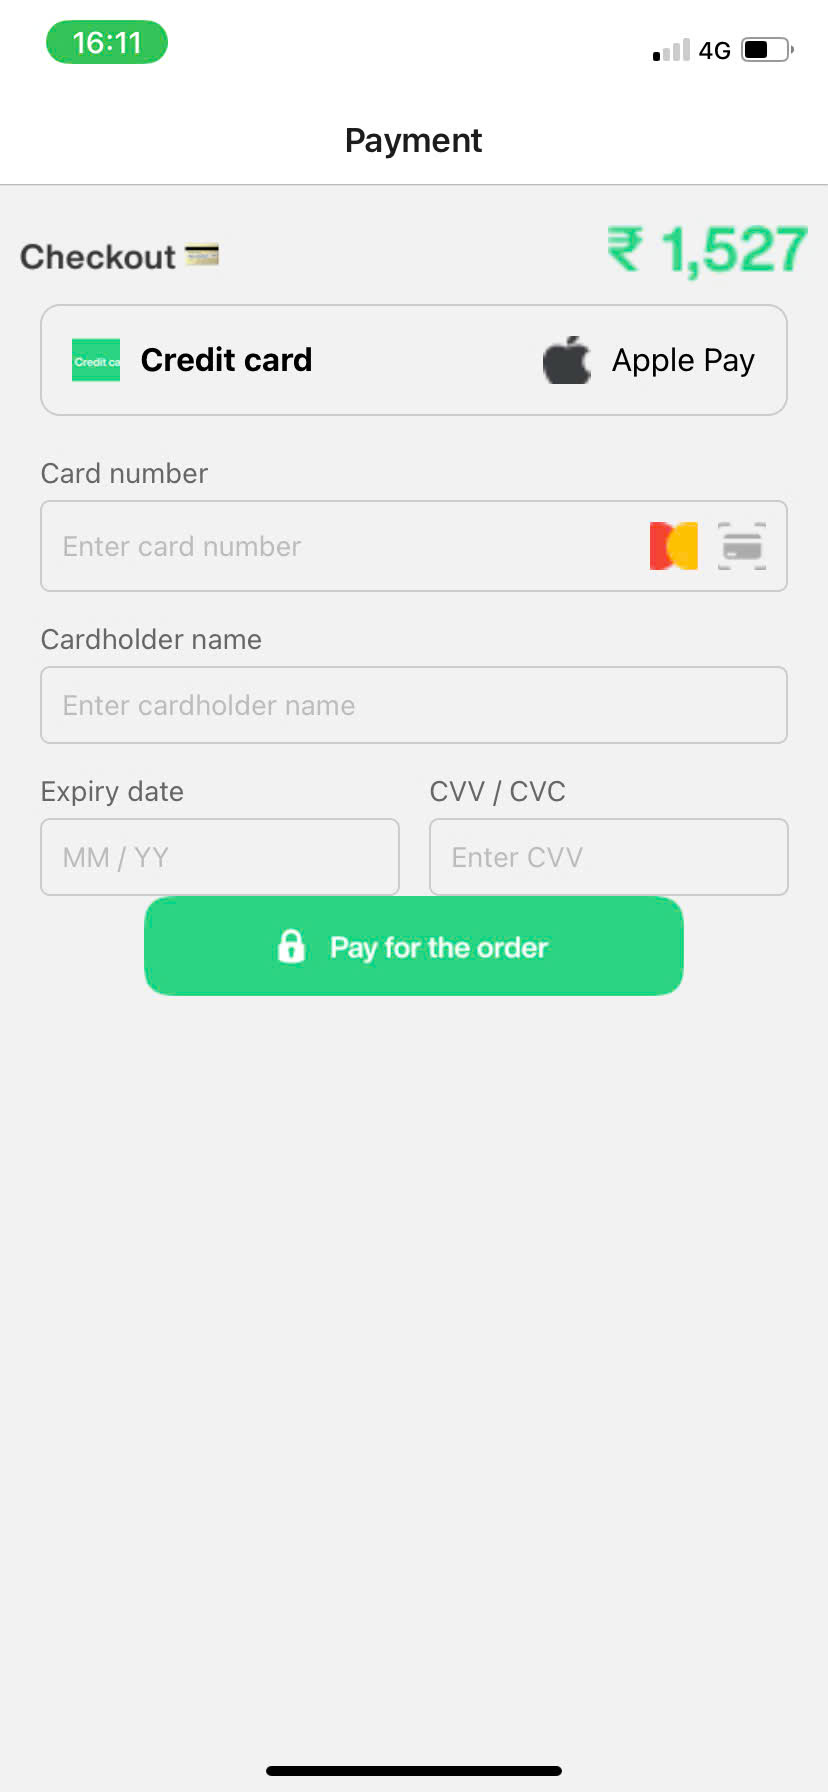 16:11
4G
Payment
Checkout
₹ 1,527
Credit ca
Credit card
Apple Pay
Card number
Enter card number
Cardholder name
Enter cardholder name
Expiry date
CVV / CVC
MM / YY
Enter CVV
Pay for the order